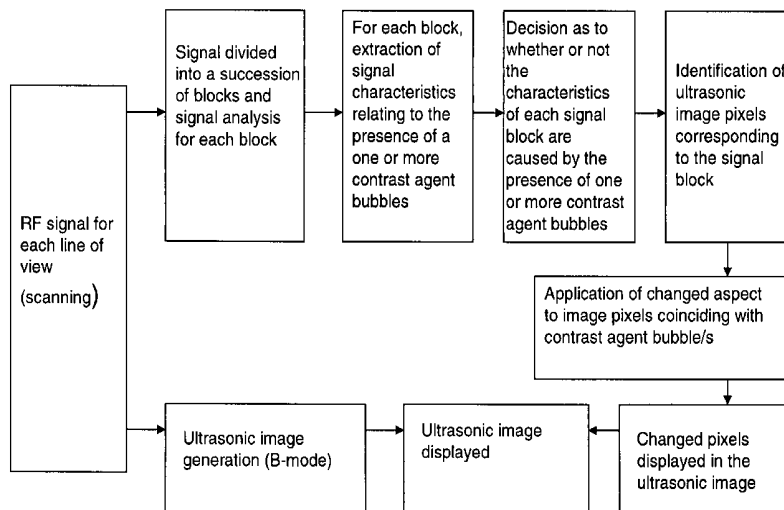 RF signal for
each line of
view
(scanning)
Signal divided
into a succession
of blocks and
signal analysis
for each block
For each block,
extraction of
signal
characteristics
relating to the
presence of a
one or more
contrast agent
bubbles
Decision as to
whether or not
the
characteristics
of each signal
block are
caused by the
presence of one
or more contrast
agent bubbles
Identification of
ultrasonic
image pixels
corresponding
to the signal
block
Application of changed aspect
to image pixels coinciding with
contrast agent bubble/s
Ultrasonic image
generation (B-mode)
Ultrasonic image
displayed
Changed pixels
displayed in the
ultrasonic image